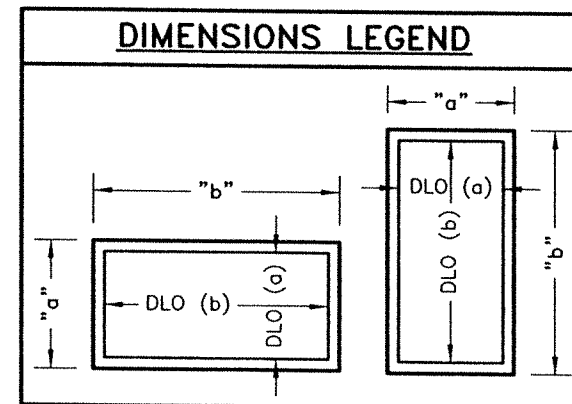 DIMENSIONS LEGEND
"a"
"b"
DLO (a)
DLO (b)
"b"
"a"
DLO (b)
DLO (a)